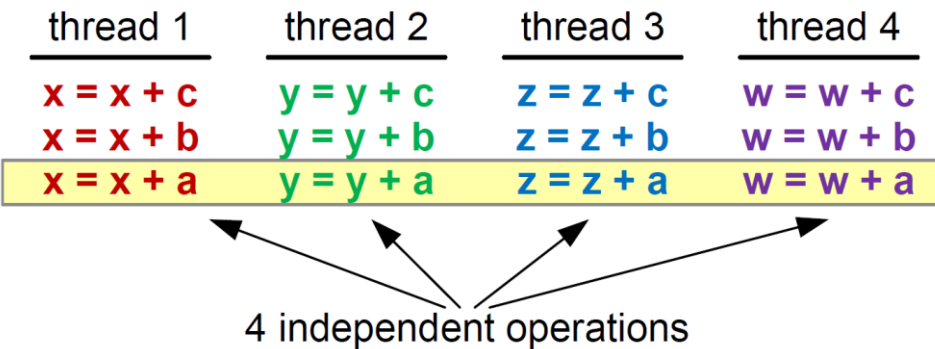 thread 1 thread 2 thread 3 thread 4
x = x + c y = y + c z = z + c w = w + c
x = x + b y = y + b z = z + b w = w + b
x = x + a y = y + a z = z + a w = w + a
4 independent operations